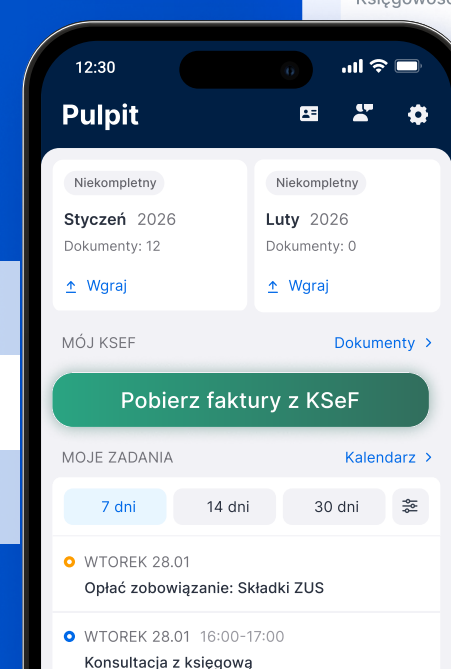 Księgowość
12:30
Pulpit
Niekompletny
Styczeń 2026
Dokumenty: 12
Wgraj
Niekompletny
Luty 2026
Dokumenty: 0
Wgraj
MÓJ KSEF
Dokumenty
Pobierz faktury z KSeF
MOJE ZADANIA
Kalendarz
7 dni
14 dni
30 dni
WTOREK 28.01
Opłać zobowiązanie: Składki ZUS
WTOREK 28.01 16:00-17:00
Konsultacja z księgową